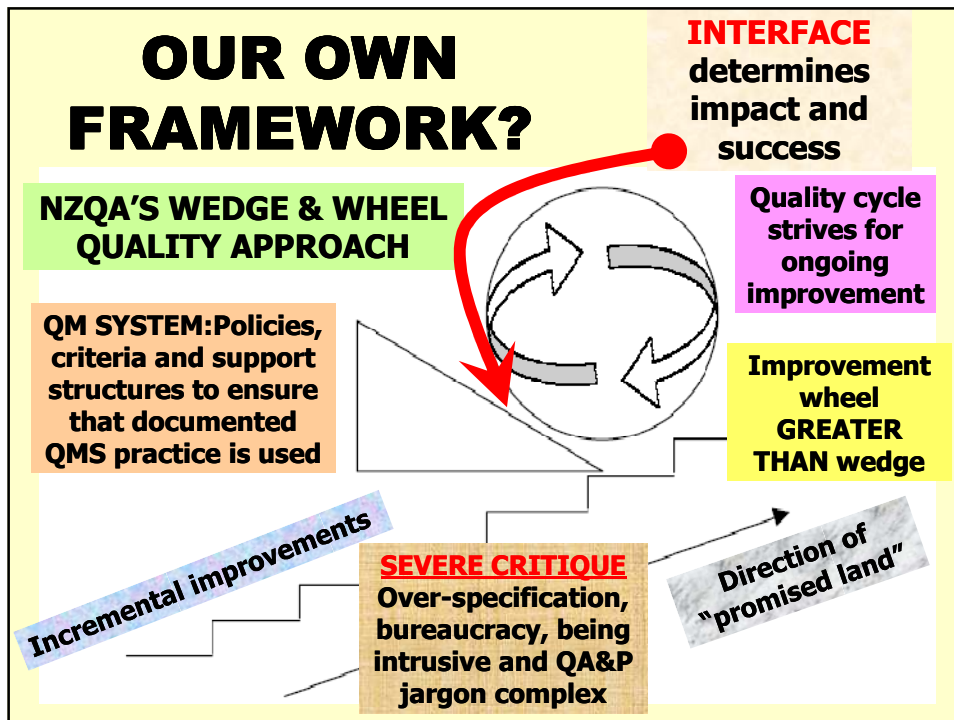 OUR OWN
FRAMEWORK?
INTERFACE
determines
impact and
success
NZQA’S WEDGE & WHEEL
QUALITY APPROACH
Quality cycle
strives for
ongoing
improvement
QM SYSTEM:Policies,
criteria and support
structures to ensure
that documented
QMS practice is used
Improvement
wheel
GREATER
THAN wedge
Incremental improvements
SEVERE CRITIQUE
Over-specification,
bureaucracy, being
intrusive and QA&P
jargon complex
Direction of
“promised land”